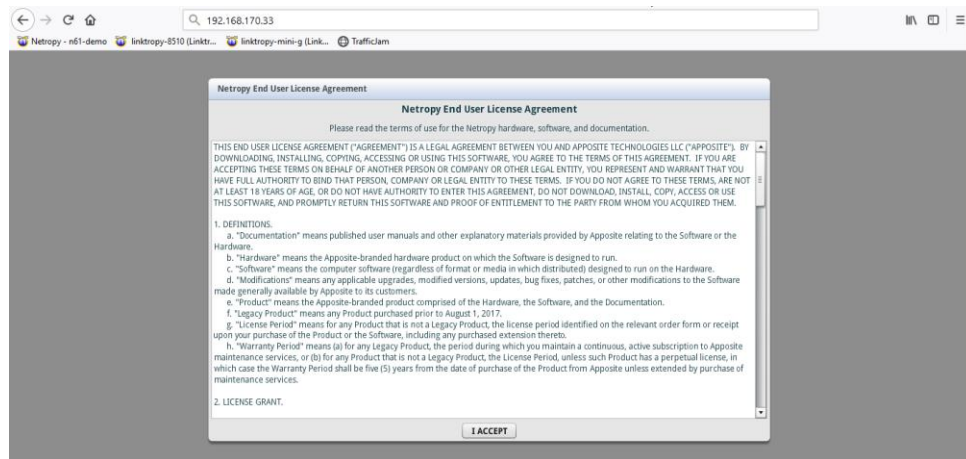 192.168.170.33
Netropy - n61-demo linktropy-8510 (Linktr... linktropy-mini-g (Link... TrafficJam
Netropy End User License Agreement
Netropy End User License Agreement
Please read the terms of use for the Netropy hardware, software, and documentation.
THIS END USER LICENSE AGREEMENT ("AGREEMENT") IS A LEGAL AGREEMENT BETWEEN YOU AND APPOSITE TECHNOLOGIES LLC ("APPOSITE"). BY
DOWNLOADING, INSTALLING, COPYING, ACCESSING OR USING THIS SOFTWARE, YOU AGREE TO THE TERMS OF THIS AGREEMENT. IF YOU ARE
ACCEPTING THESE TERMS ON BEHALF OF ANOTHER PERSON OR COMPANY OR OTHER LEGAL ENTITY, YOU REPRESENT AND WARRANT THAT YOU
HAVE FULL AUTHORITY TO BIND THAT PERSON, COMPANY OR LEGAL ENTITY TO THESE TERMS. IF YOU DO NOT AGREE TO THESE TERMS, ARE NOT
AT LEAST 18 YEARS OF AGE, OR DO NOT HAVE AUTHORITY TO ENTER THIS AGREEMENT, DO NOT DOWNLOAD, INSTALL, COPY, ACCESS OR USE
THIS SOFTWARE, AND PROMPTLY RETURN THIS SOFTWARE AND PROOF OF ENTITLEMENT TO THE PARTY FROM WHOM YOU ACQUIRED THEM.
1. DEFINITIONS.
a. "Documentation" means published user manuals and other explanatory materials provided by Apposite relating to the Software or the
Hardware.
b. "Hardware" means the Apposite-branded hardware product on which the Software is designed to run.
c. "Software" means the computer software (regardless of format or media in which distributed) designed to run on the Hardware.
d. "Modifications" means any applicable upgrades, modified versions, updates, bug fixes, patches, or other modifications to the Software
made generally available by Apposite to its customers.
e. "Product" means the Apposite-branded product comprised of the Hardware, the Software, and the Documentation.
f. "Legacy Product" means any Product purchased prior to August 1, 2017.
g. "License Period" means for any Product that is not a Legacy Product, the license period identified on the relevant order form or receipt
upon your purchase of the Product or the Software, including any purchased extension thereto.
h. "Warranty Period" means (a) for any Legacy Product, the period during which you maintain a continuous, active subscription to Apposite
maintenance services, or (b) for any Product that is not a Legacy Product, the License Period, unless such Product has a perpetual license, in
which case the Warranty Period shall be five (5) years from the date of purchase of the Product from Apposite unless extended by purchase of
maintenance services.
2. LICENSE GRANT.
I ACCEPT